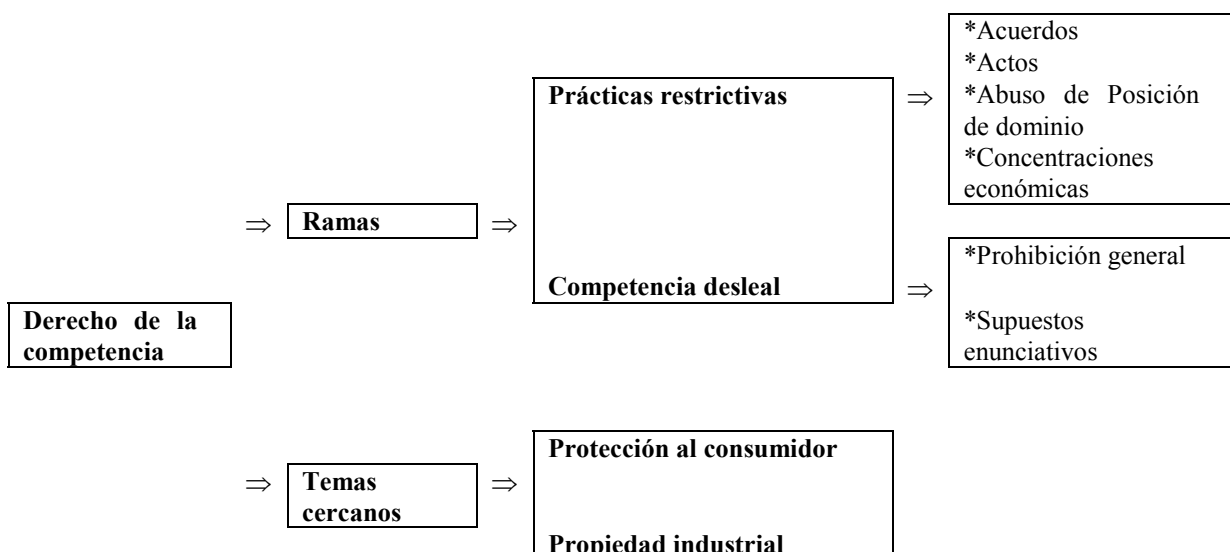 *Acuerdos
*Actos
Prácticas restrictivas ⇒ *Abuso de Posición
de dominio
*Concentraciones
económicas
⇒ Ramas ⇒
*Prohibición general
Competencia desleal ⇒
Derecho de la *Supuestos
competencia enunciativos
Protección al consumidor
⇒ Temas ⇒
cercanos
Propiedad industrial